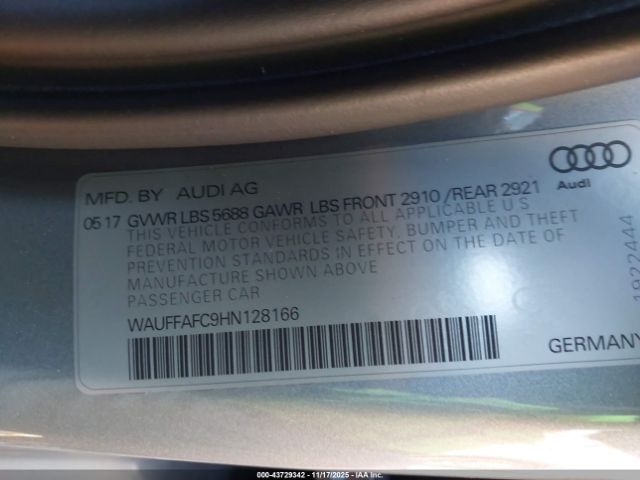 MFD. BY AUDI AG
Audi
05 17 GVWR LBS 5688 GAWR LBS FRONT 2910 / REAR 2921
THIS VEHICLE CONFORMS TO ALL APPLICABLE U S
FEDERAL MOTOR VEHICLE SAFETY, BUMPER AND THEFT
PREVENTION STANDARDS IN EFFECT ON THE DATE OF
MANUFACTURE SHOWN ABOVE
PASSENGER CAR
WAUFFAFC9HN128166
1922444
GERMANY
000-43729342 - 11/17/2025 - IAA Inc.